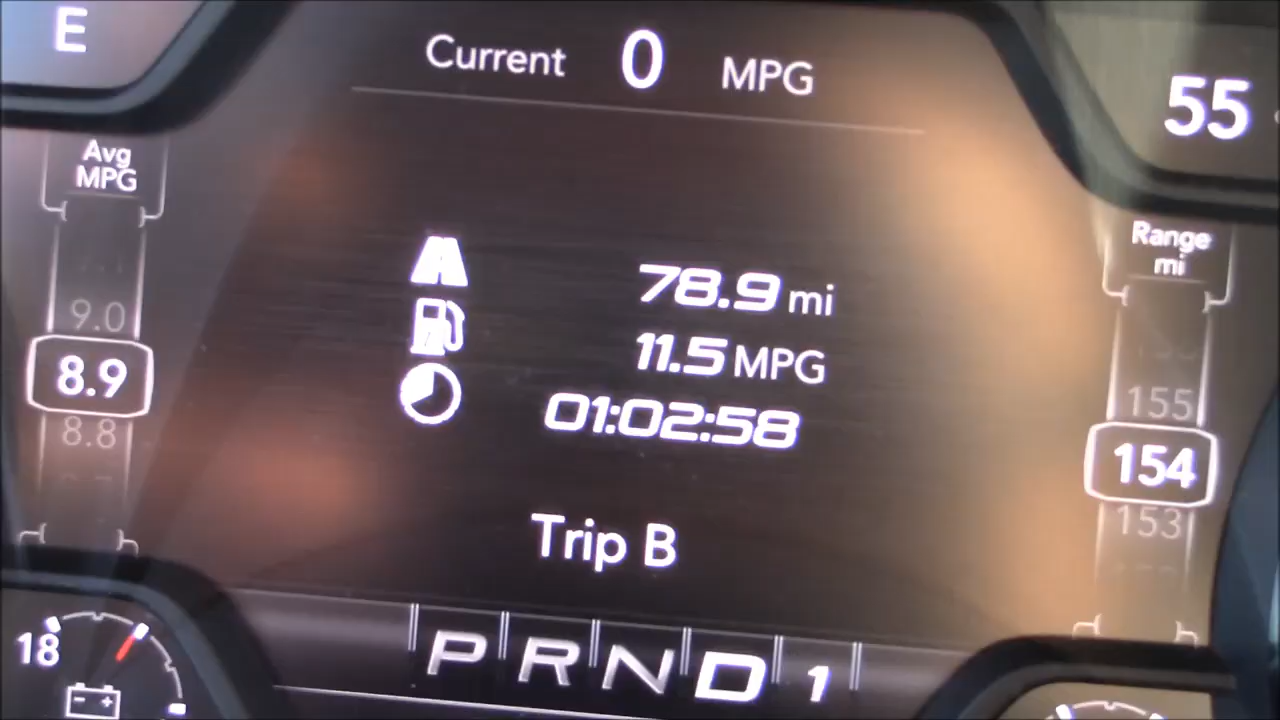 E
Current 0 MPG
55
Avg
MPG
9.0
8.9
8.8
Range
mi
155
154
153
78.9 mi
11.5 MPG
01:02:58
Trip B
18
P R N D 1